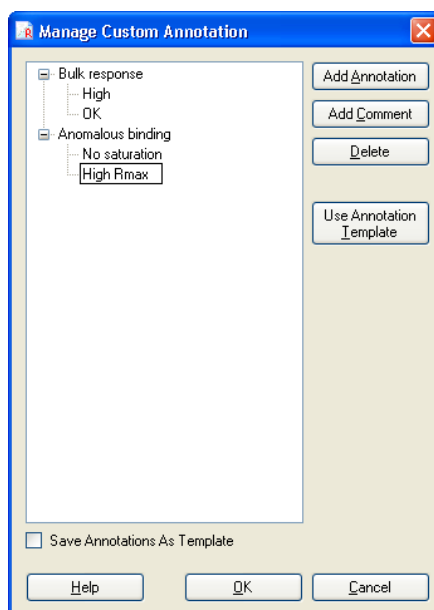 Manage Custom Annotation
Bulk response
High
OK
Anomalous binding
No saturation
High Rmax
Add Annotation
Add Comment
Delete
Use Annotation
Template
Save Annotations As Template
Help
OK
Cancel